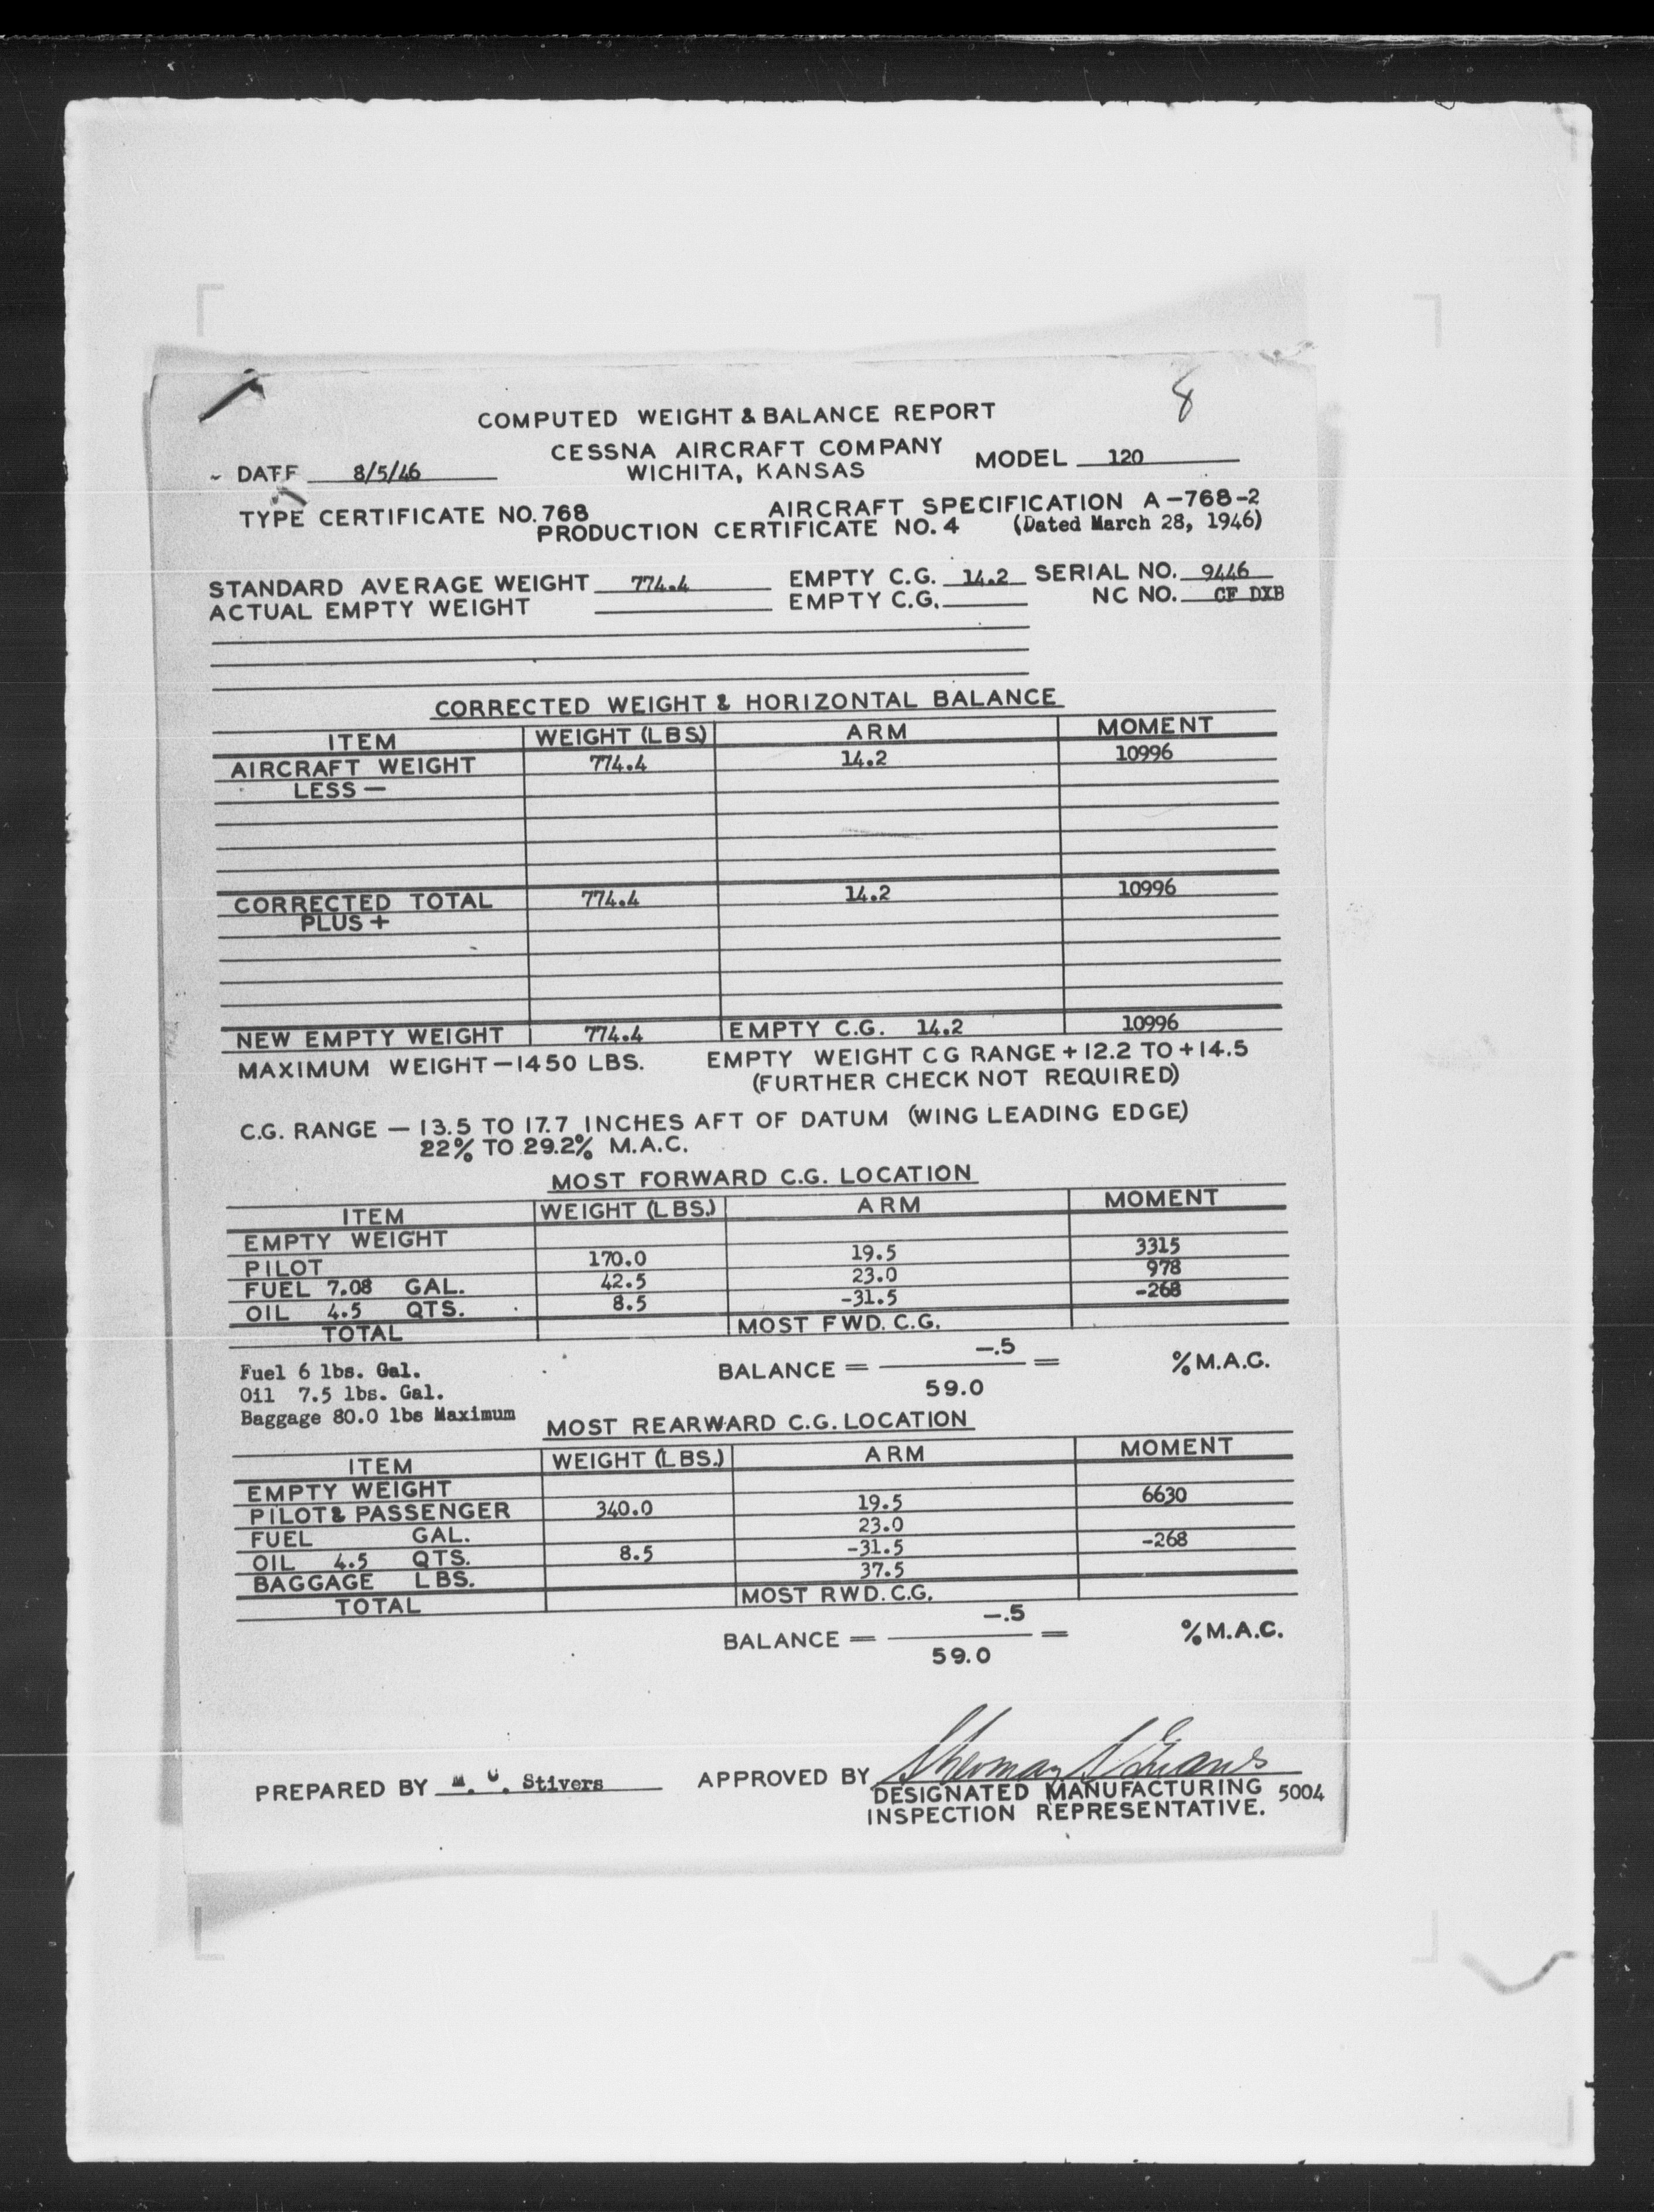 8
COMPUTED WEIGHT & BALANCE REPORT
CESSNA AIRCRAFT COMPANY
WICHITA, KANSAS
DATE 8/5/46 MODEL 120
TYPE CERTIFICATE NO. 768 AIRCRAFT SPECIFICATION A-768-2
PRODUCTION CERTIFICATE NO. 4 (Dated March 28, 1946)
STANDARD AVERAGE WEIGHT 774.4 EMPTY C.G. 14.2 SERIAL NO. 9446
ACTUAL EMPTY WEIGHT EMPTY C.G. NC NO. CF DXB
CORRECTED WEIGHT & HORIZONTAL BALANCE
ITEM WEIGHT (LBS) ARM MOMENT
AIRCRAFT WEIGHT 774.4 14.2 10996
LESS —
CORRECTED TOTAL 774.4 14.2 10996
PLUS +
NEW EMPTY WEIGHT 774.4 EMPTY C.G. 14.2 10996
MAXIMUM WEIGHT — 1450 LBS. EMPTY WEIGHT CG RANGE +12.2 TO +14.5
(FURTHER CHECK NOT REQUIRED)
C.G. RANGE — 13.5 TO 17.7 INCHES AFT OF DATUM (WING LEADING EDGE)
22% TO 29.2% M.A.C.
MOST FORWARD C.G. LOCATION
ITEM WEIGHT (LBS.) ARM MOMENT
EMPTY WEIGHT
PILOT 170.0 19.5 3315
FUEL 7.08 GAL. 42.5 23.0 978
OIL 4.5 QTS. 8.5 -31.5 -268
TOTAL MOST FWD. C.G.
Fuel 6 lbs. Gal.
Oil 7.5 lbs. Gal.
Baggage 80.0 lbs Maximum
BALANCE = —.5 = % M.A.C.
59.0
MOST REARWARD C.G. LOCATION
ITEM WEIGHT (LBS.) ARM MOMENT
EMPTY WEIGHT
PILOT & PASSENGER 340.0 19.5 6630
FUEL GAL. 23.0
OIL 4.5 QTS. 8.5 -31.5 -268
BAGGAGE LBS. 37.5
TOTAL MOST RWD. C.G.
BALANCE = —.5 = % M.A.C.
59.0
PREPARED BY M. Stivers APPROVED BY Sherman S Evans
DESIGNATED MANUFACTURING 5004
INSPECTION REPRESENTATIVE.